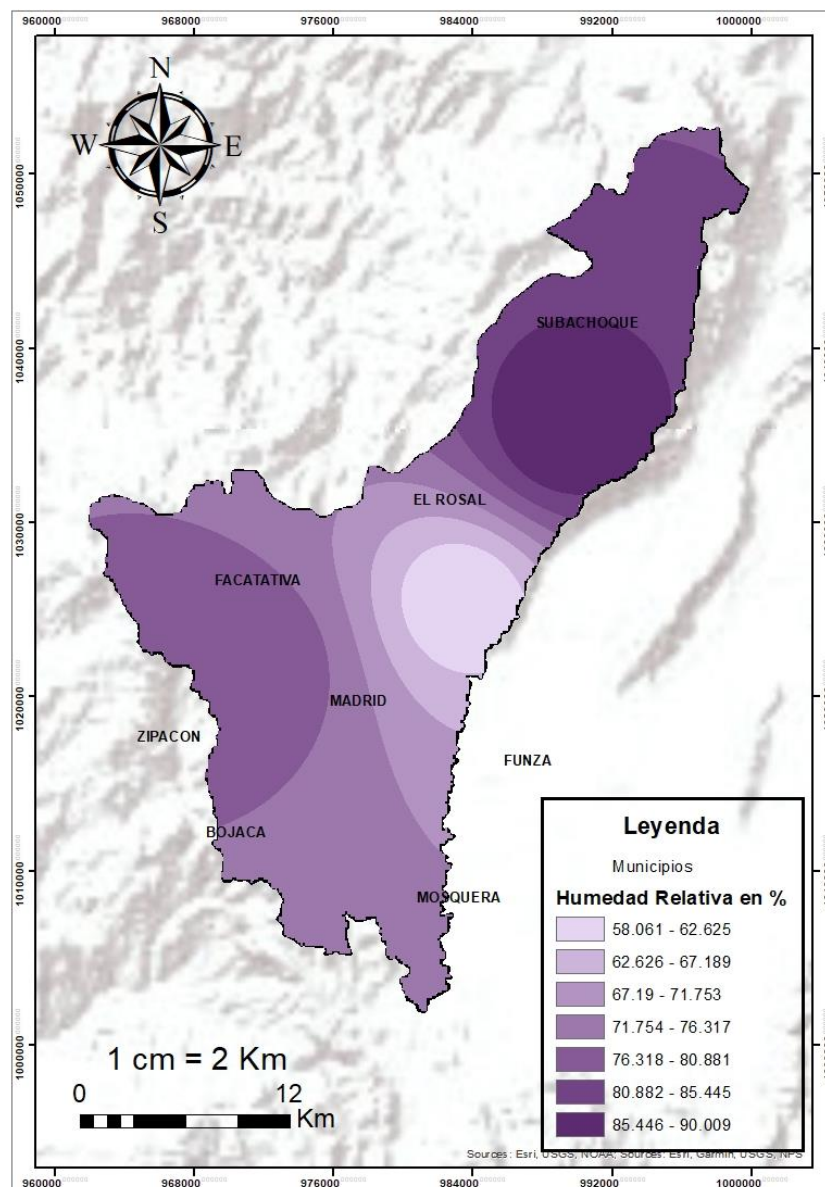 960000 968000 976000 984000 992000 1000000
N
W E
S
1050000
1040000
1030000
1020000
1010000
1000000
SUBACHOQUE
EL ROSAL
FACATATIVA
MADRID
ZIPACON
FUNZA
BOJACA
MOSQUERA
Leyenda
Municipios
Humedad Relativa en %
58.061 - 62.625
62.626 - 67.189
67.19 - 71.753
71.754 - 76.317
76.318 - 80.881
80.882 - 85.445
85.446 - 90.009
1 cm = 2 Km
0 12
Km
Sources: Esri, USGS, NOAA, Sources: Esri, Garmin, USGS, NPS
960000 968000 976000 984000 992000 1000000